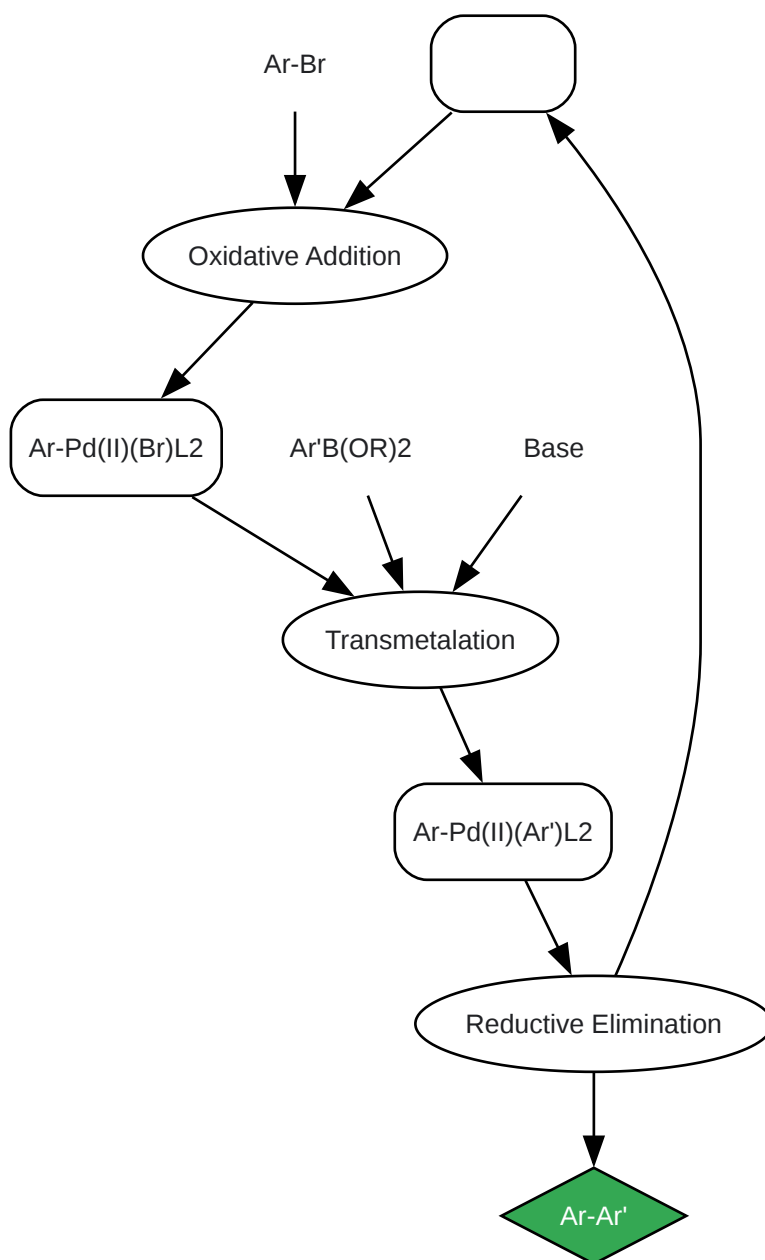 Ar-Br
Oxidative Addition
Ar-Pd(II)(Br)L2
Ar'B(OR)2
Base
Transmetalation
Ar-Pd(II)(Ar')L2
Reductive Elimination
Ar-Ar'